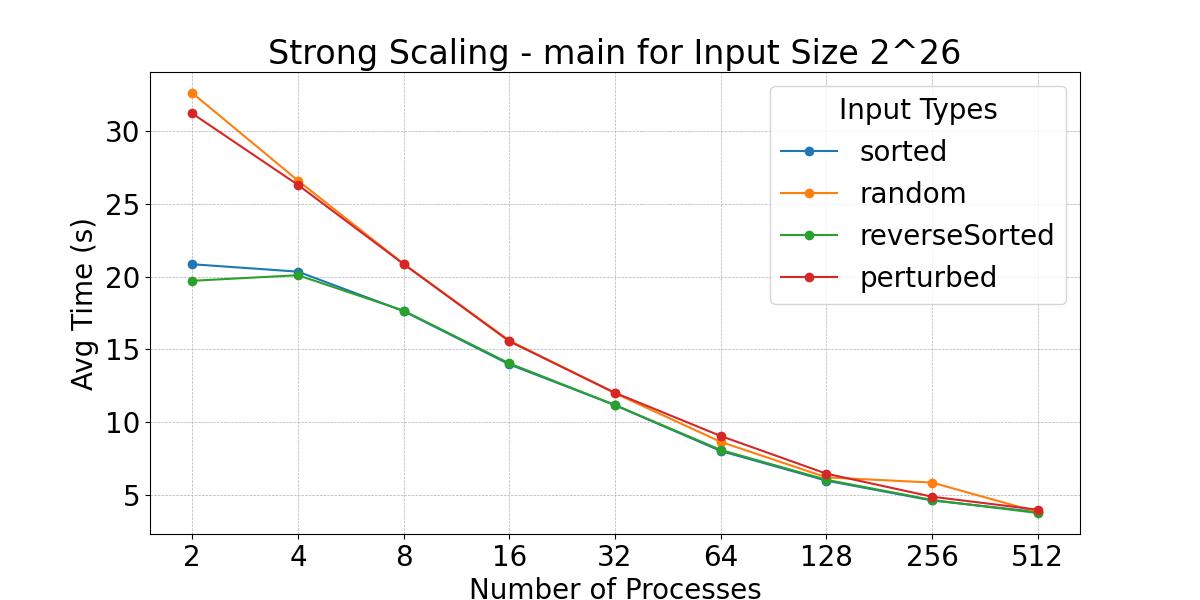 Strong Scaling - main for Input Size 2^26
Avg Time (s)
30
25
20
15
10
5
Input Types
sorted
random
reverseSorted
perturbed
2 4 8 16 32 64 128 256 512
Number of Processes